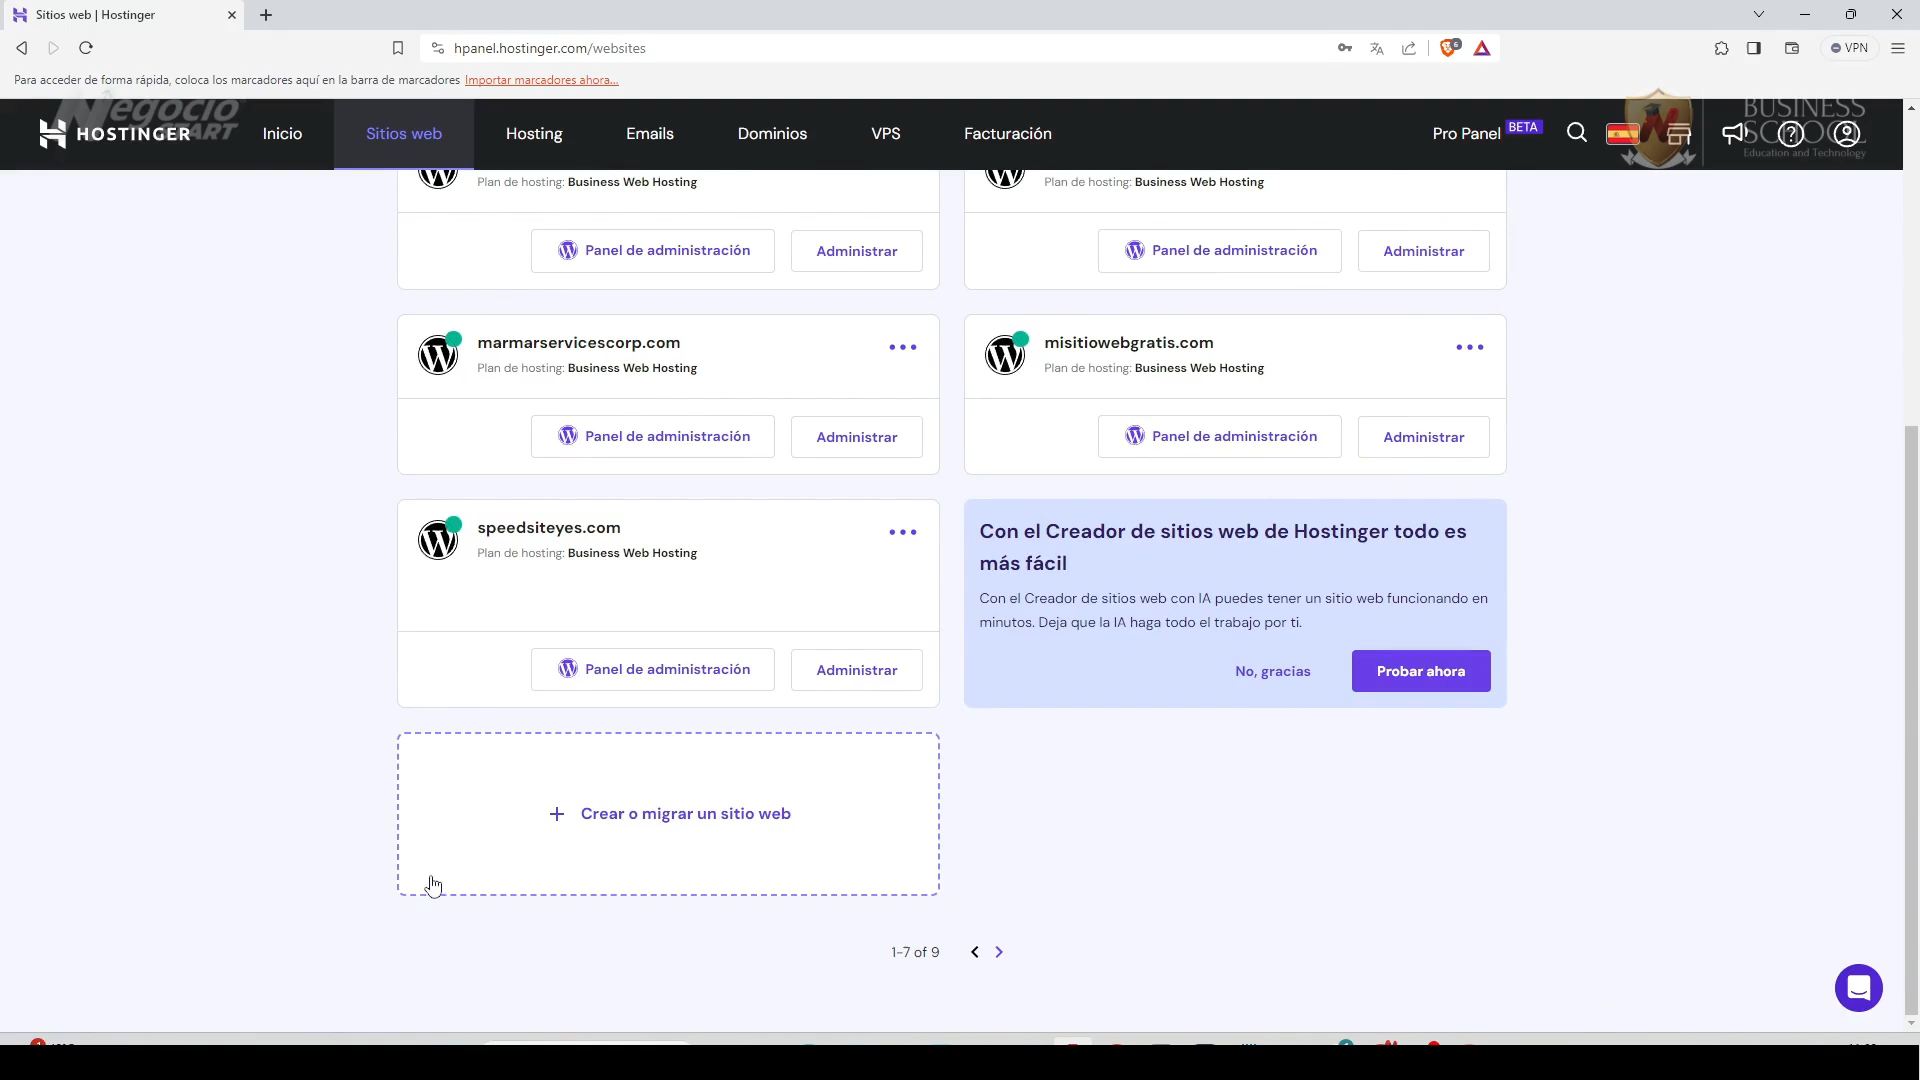 Sitios web | Hostinger
hpanel.hostinger.com/websites
6
VPN
Para acceder de forma rápida, coloca los marcadores aquí en la barra de marcadores Importar marcadores ahora...
Negocio
HOSTINGER
Inicio
Sitios web
Hosting
Emails
Dominios
VPS
Facturación
Pro Panel
BETA
BUSINESS
SCHOOL
Education and Technology
Plan de hosting: Business Web Hosting
Plan de hosting: Business Web Hosting
Panel de administración
Administrar
Panel de administración
Administrar
marmarservicescorp.com
Plan de hosting: Business Web Hosting
misitiowebgratis.com
Plan de hosting: Business Web Hosting
Panel de administración
Administrar
Panel de administración
Administrar
speedsiteyes.com
Plan de hosting: Business Web Hosting
Panel de administración
Administrar
Con el Creador de sitios web de Hostinger todo es
más fácil
Con el Creador de sitios web con IA puedes tener un sitio web funcionando en
minutos. Deja que la IA haga todo el trabajo por ti.
No, gracias
Probar ahora
+ Crear o migrar un sitio web
1-7 of 9